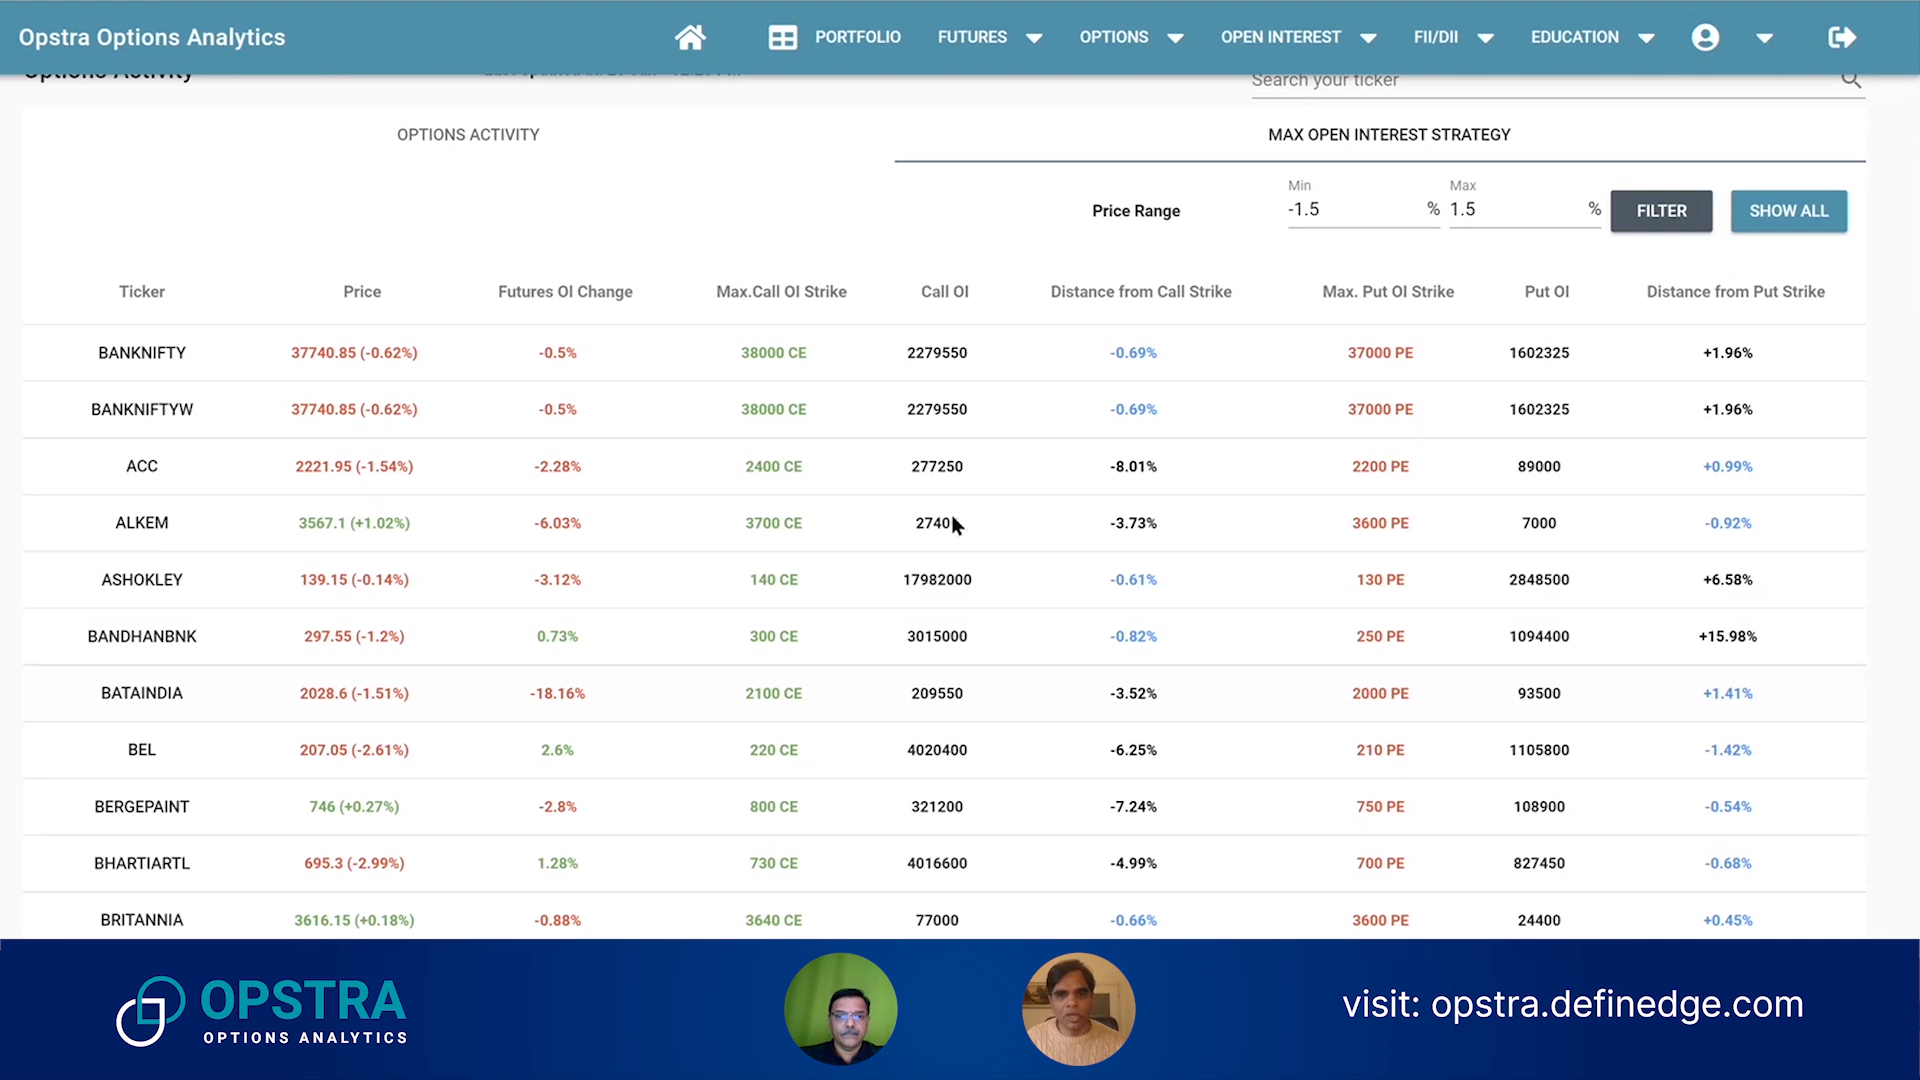 Opstra Options Analytics PORTFOLIO FUTURES OPTIONS OPEN INTEREST FII/DII EDUCATION
Options Activity
Search your ticker
OPTIONS ACTIVITY MAX OPEN INTEREST STRATEGY
Price Range Min -1.5 % Max 1.5 % FILTER SHOW ALL
Ticker Price Futures OI Change Max.Call OI Strike Call OI Distance from Call Strike Max. Put OI Strike Put OI Distance from Put Strike
BANKNIFTY 37740.85 (-0.62%) -0.5% 38000 CE 2279550 -0.69% 37000 PE 1602325 +1.96%
BANKNIFTYW 37740.85 (-0.62%) -0.5% 38000 CE 2279550 -0.69% 37000 PE 1602325 +1.96%
ACC 2221.95 (-1.54%) -2.28% 2400 CE 277250 -8.01% 2200 PE 89000 +0.99%
ALKEM 3567.1 (+1.02%) -6.03% 3700 CE 2740 -3.73% 3600 PE 7000 -0.92%
ASHOKLEY 139.15 (-0.14%) -3.12% 140 CE 17982000 -0.61% 130 PE 2848500 +6.58%
BANDHANBNK 297.55 (-1.2%) 0.73% 300 CE 3015000 -0.82% 250 PE 1094400 +15.98%
BATAINDIA 2028.6 (-1.51%) -18.16% 2100 CE 209550 -3.52% 2000 PE 93500 +1.41%
BEL 207.05 (-2.61%) 2.6% 220 CE 4020400 -6.25% 210 PE 1105800 -1.42%
BERGEPAINT 746 (+0.27%) -2.8% 800 CE 321200 -7.24% 750 PE 108900 -0.54%
BHARTIARTL 695.3 (-2.99%) 1.28% 730 CE 4016600 -4.99% 700 PE 827450 -0.68%
BRITANNIA 3616.15 (+0.18%) -0.88% 3640 CE 77000 -0.66% 3600 PE 24400 +0.45%
OPSTRA
OPTIONS ANALYTICS
visit: opstra.definedge.com